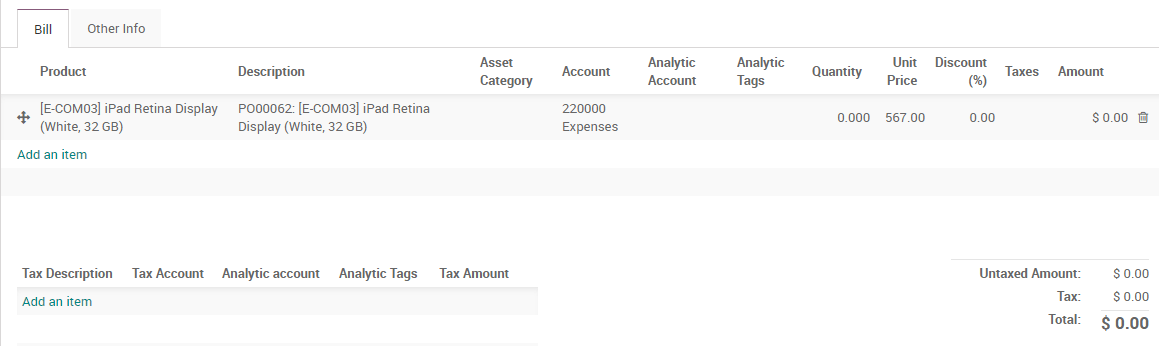 Bill Other Info
Product Description Asset Category Account Analytic Account Analytic Tags Quantity Unit Price Discount (%) Taxes Amount
[E-COM03] iPad Retina Display PO00062: [E-COM03] iPad Retina 220000 0.000 567.00 0.00 $ 0.00
(White, 32 GB) Display (White, 32 GB) Expenses
Add an item
Tax Description Tax Account Analytic account Analytic Tags Tax Amount
Add an item
Untaxed Amount: $ 0.00
Tax: $ 0.00
Total: $ 0.00